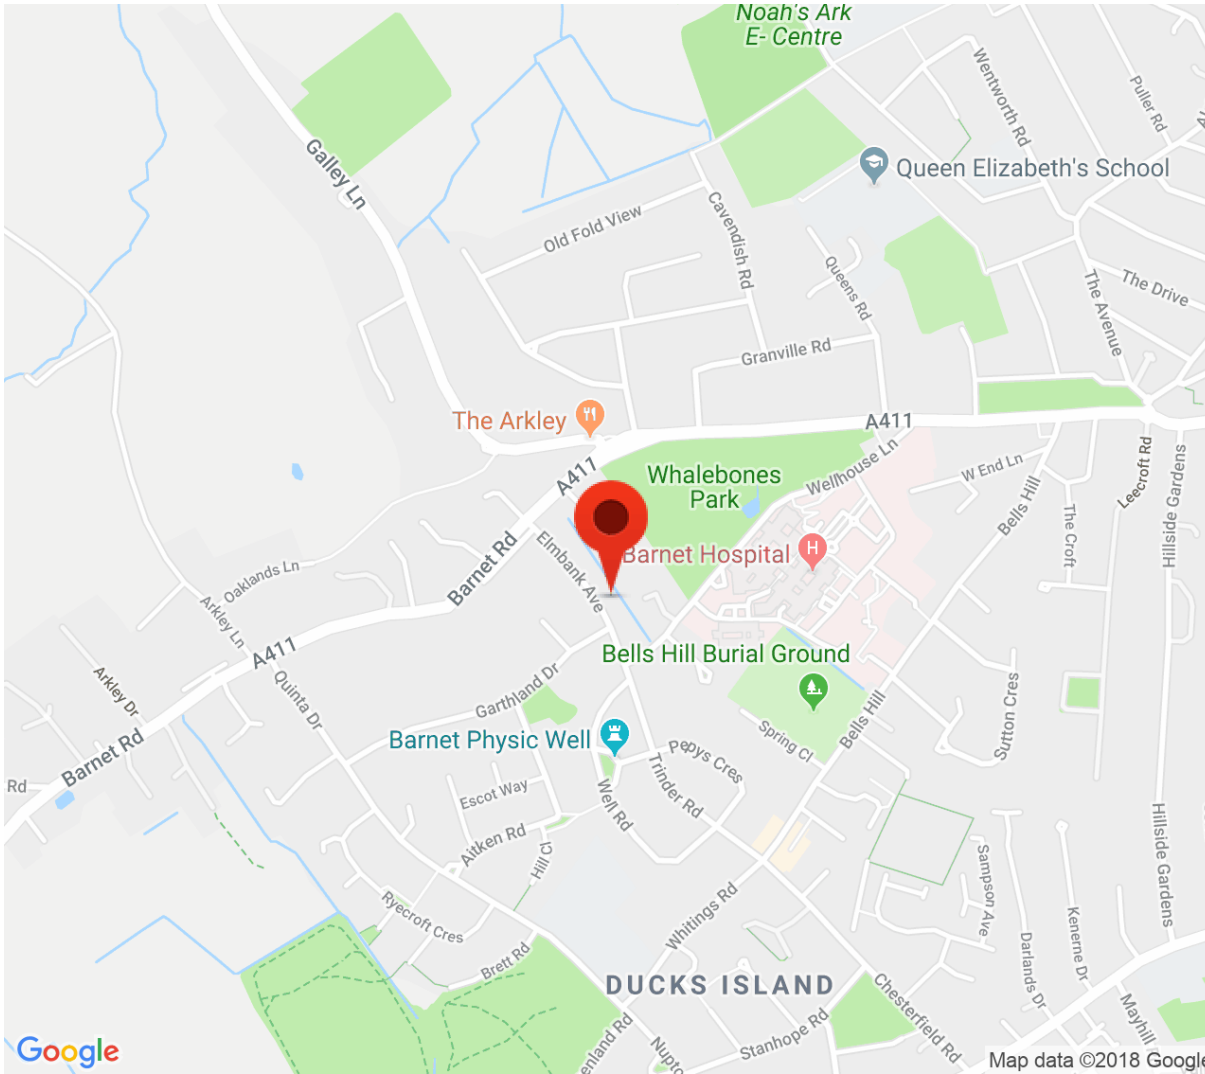 Noah's Ark
E- Centre
Wentworth Rd
Puller Rd
Galley Ln
Queen Elizabeth's School
Old Fold View
Cavendish Rd
Queens Rd
The Drive
The Avenue
Granville Rd
The Arkley
A411
A411
Whalebones
Park
Wellhouse Ln
W End Ln
Leecroft Rd
Hillside Gardens
Bells Hill
The Croft
Barnet Rd
Elmbank Ave
Barnet Hospital
Oaklands Ln
Arkley Ln
A411
Bells Hill Burial Ground
Arkley Dr
Quinta Dr
Garthland Dr
Sutton Cres
Bells Hill
Barnet Rd
Barnet Physic Well
Spring Cl
Pepys Cres
Rd
Escot Way
Trinder Rd
Well Rd
Hillside Gardens
Aitken Rd
Hill Cl
Sampson Ave
Ryecroft Cres
Whitings Rd
Kenerne Dr
Darlands Dr
Brett Rd
DUCKS ISLAND
Chesterfield Rd
Mayhill
Stanhope Rd
enland Rd
Nupto
Google
Map data ©2018 Google